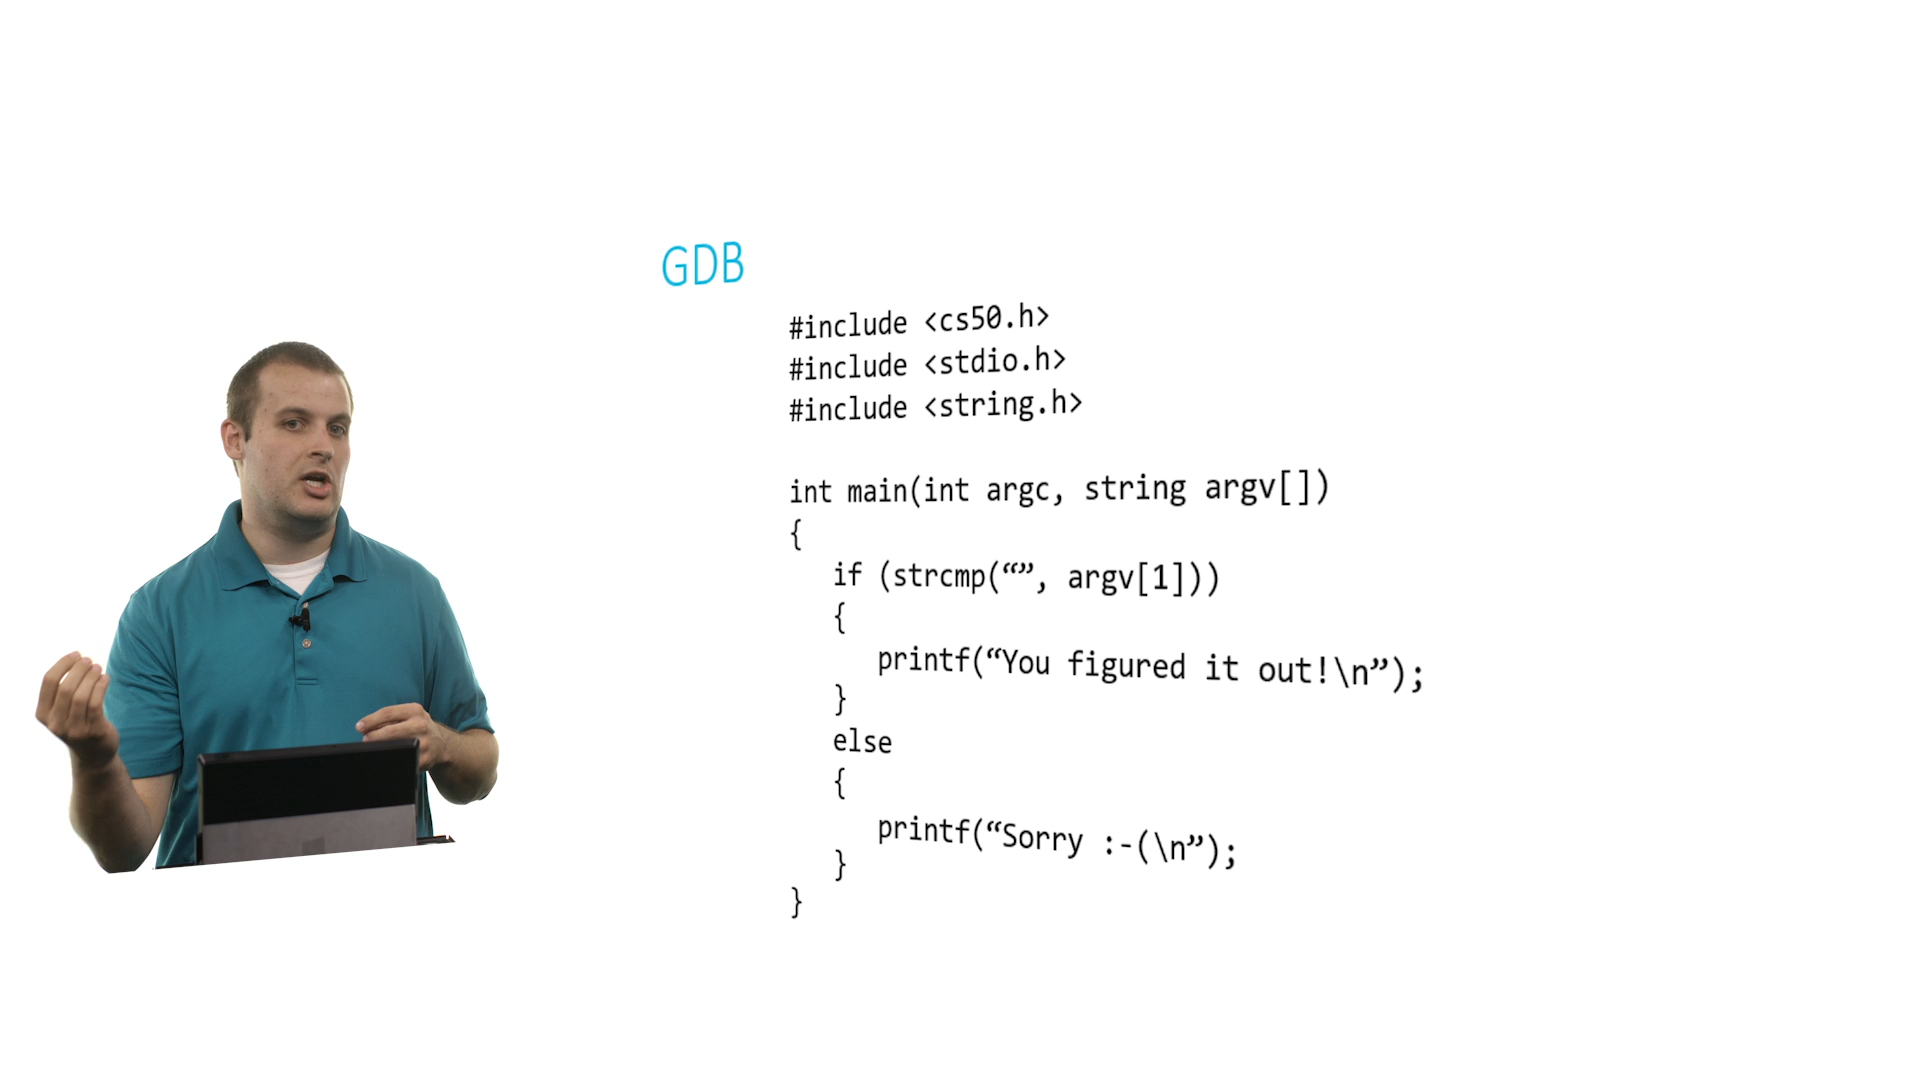 GDB
#include <cs50.h>
#include <stdio.h>
#include <string.h>
int main(int argc, string argv[])
{
if (strcmp(“”, argv[1]))
{
printf(“You figured it out!\n”);
}
else
{
printf(“Sorry :-(\n”);
}
}